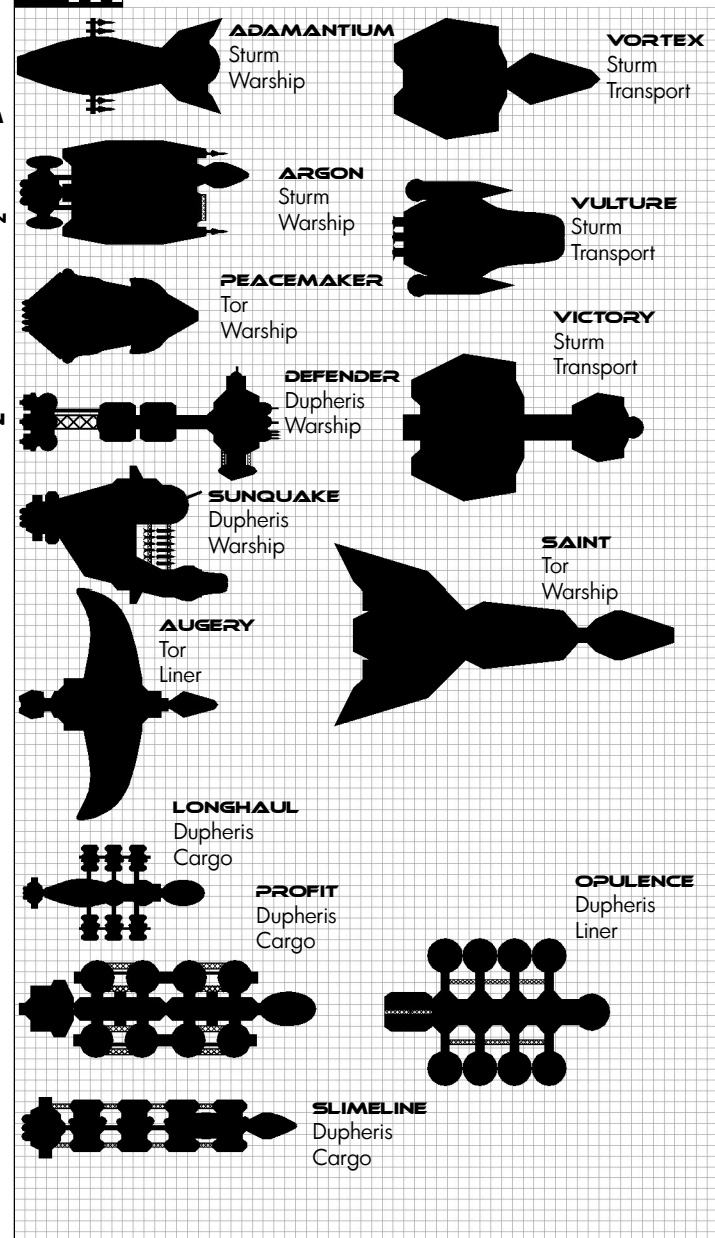 ADAMANTIUM
Sturm
Warship
VORTEX
Sturm
Transport
ARGON
Sturm
Warship
VULTURE
Sturm
Transport
PEACEMAKER
Tor
Warship
VICTORY
Sturm
Transport
DEFENDER
Dupheris
Warship
SUNQUAKE
Dupheris
Warship
SAINT
Tor
Warship
AUGERY
Tor
Liner
LONGHAUL
Dupheris
Cargo
PROFIT
Dupheris
Cargo
OPULENCE
Dupheris
Liner
SLIMELINE
Dupheris
Cargo